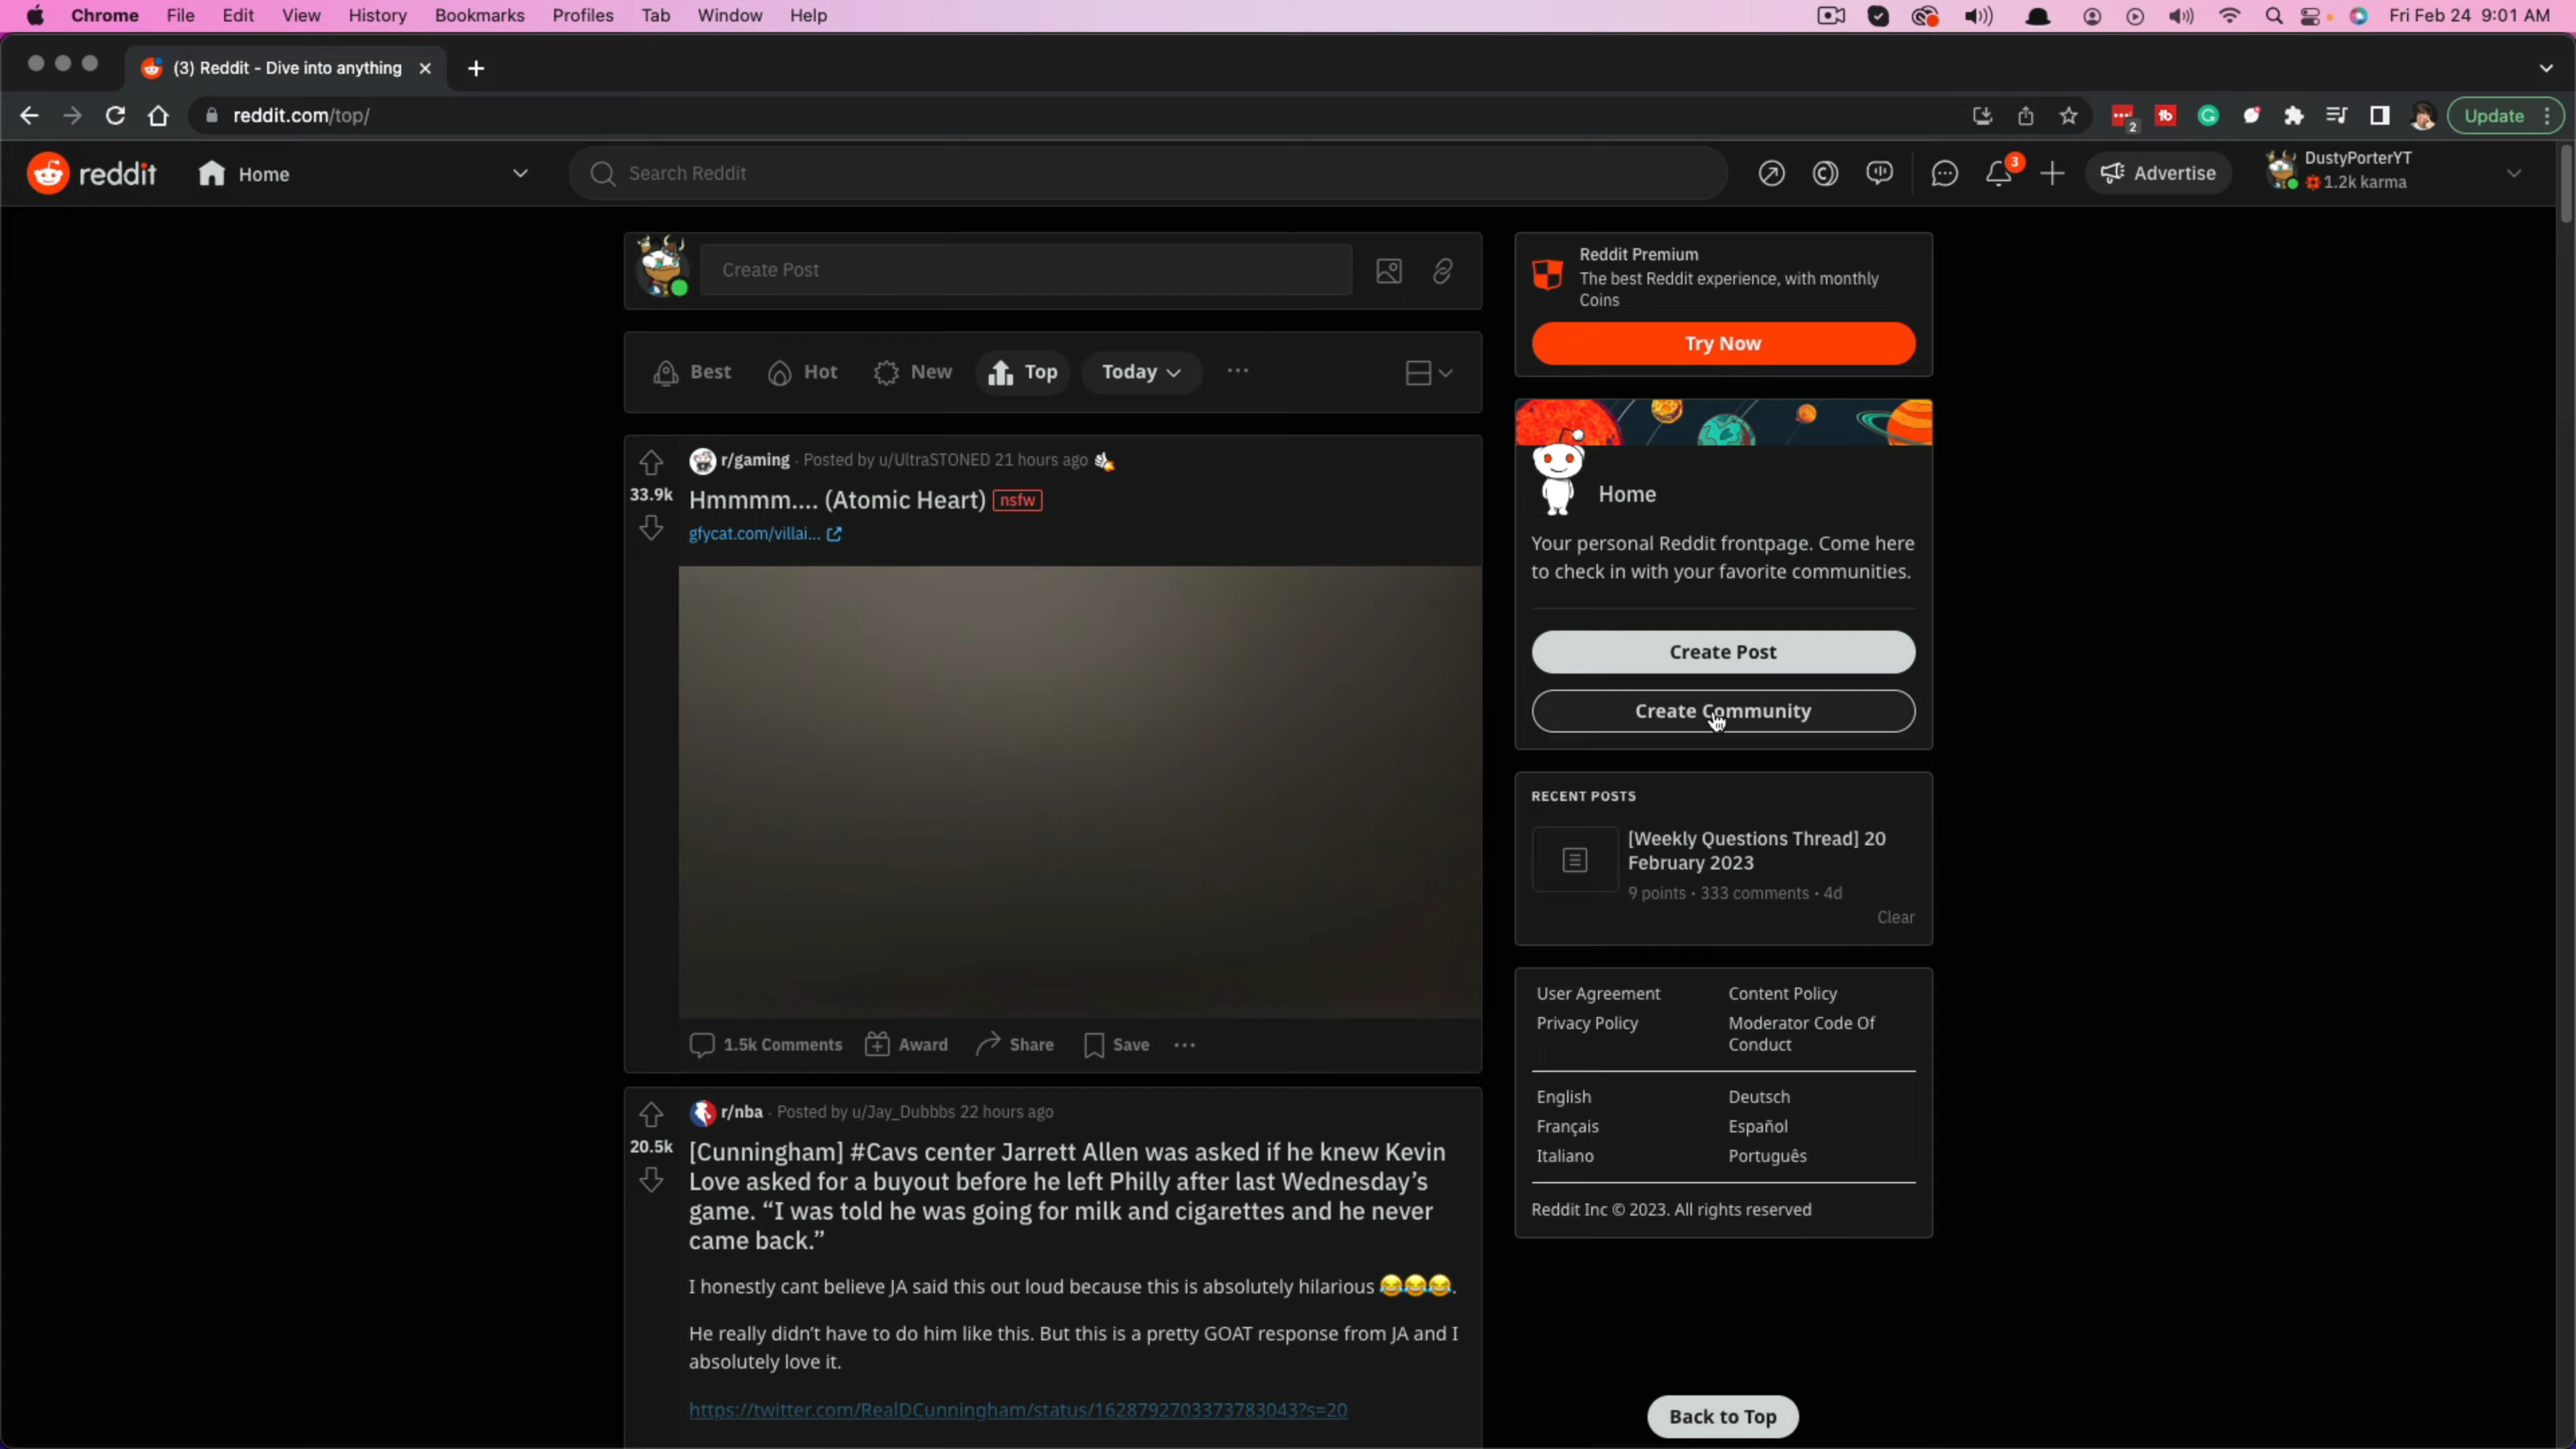 Chrome File Edit View History Bookmarks Profiles Tab Window Help
Fri Feb 24 9:01 AM
(3) Reddit - Dive into anything
reddit.com/top/
2
Update
reddit
Home
Search Reddit
3
Advertise
DustyPorterYT
1.2k karma
Create Post
Best Hot New Top Today
33.9k
r/gaming · Posted by u/UltraSTONED 21 hours ago
Hmmmm.... (Atomic Heart) nsfw
gfycat.com/villai...
1.5k Comments Award Share Save
20.5k
r/nba · Posted by u/Jay_Dubbbs 22 hours ago
[Cunningham] #Cavs center Jarrett Allen was asked if he knew Kevin
Love asked for a buyout before he left Philly after last Wednesday’s
game. “I was told he was going for milk and cigarettes and he never
came back.”
I honestly cant believe JA said this out loud because this is absolutely hilarious 😂😂😂.
He really didn’t have to do him like this. But this is a pretty GOAT response from JA and I
absolutely love it.
https://twitter.com/RealDCunningham/status/1628792703373783043?s=20
Reddit Premium
The best Reddit experience, with monthly
Coins
Try Now
Home
Your personal Reddit frontpage. Come here
to check in with your favorite communities.
Create Post
Create Community
RECENT POSTS
[Weekly Questions Thread] 20
February 2023
9 points • 333 comments • 4d
Clear
User Agreement
Privacy Policy
Content Policy
Moderator Code Of
Conduct
English
Français
Italiano
Deutsch
Español
Português
Reddit Inc © 2023. All rights reserved
Back to Top